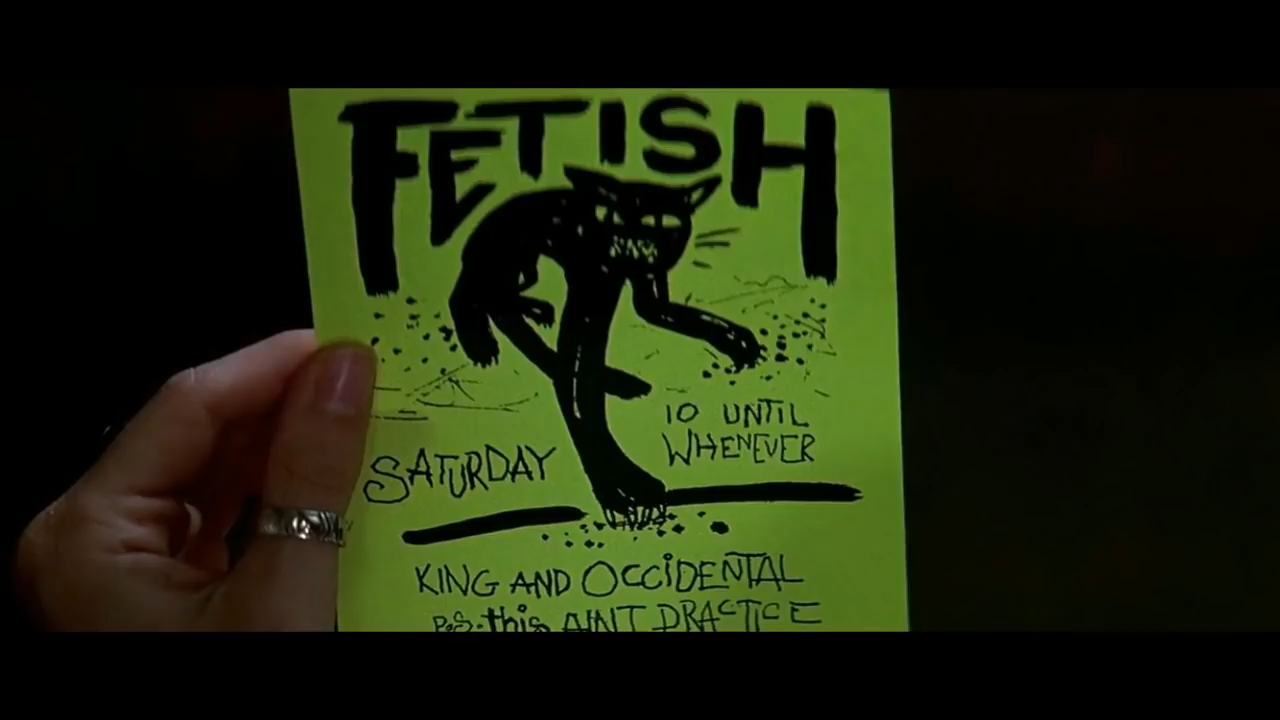 FETISH
10 UNTIL
WHENEVER
SATURDAY
KING AND OCCIDENTAL
P.S. this AINT PRACTICE